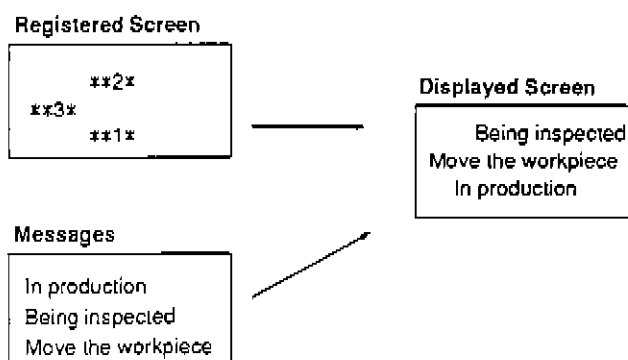 Registered Screen
**2*
**3*
**1*
Displayed Screen
Being inspected
Move the workpiece
In production
Messages
In production
Being inspected
Move the workpiece